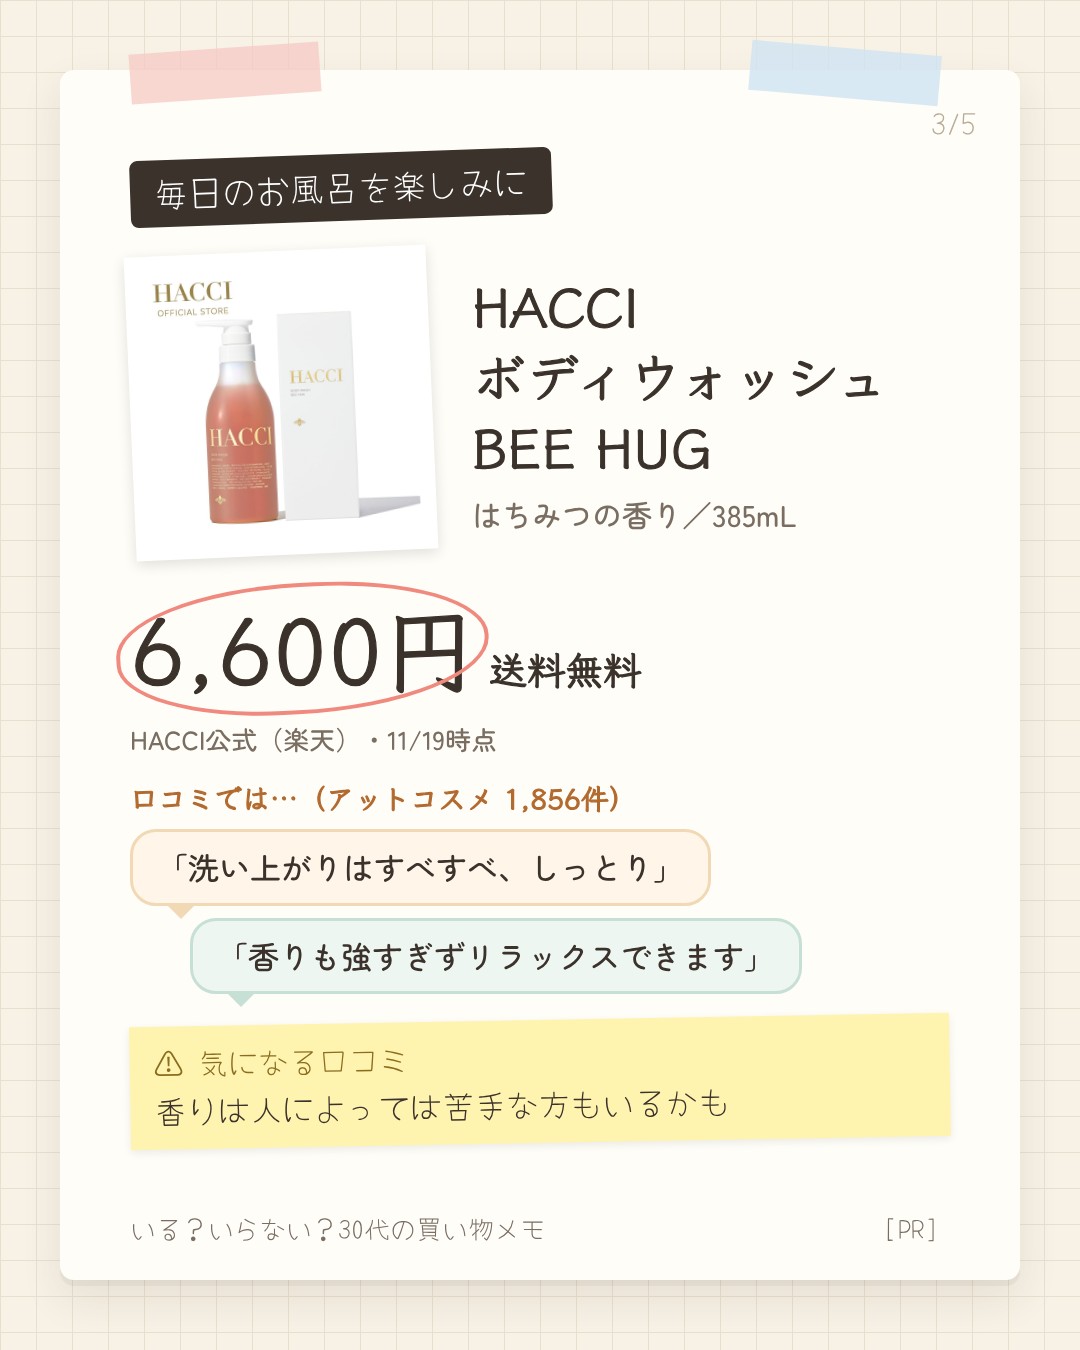 3/5
毎日のお風呂を楽しみに
HACCI
OFFICIAL STORE
HACCI
HACCI
HACCI
ボディウォッシュ
BEE HUG
はちみつの香り／385mL
6,600円 送料無料
HACCI公式（楽天）・11/19時点
口コミでは…（アットコスメ 1,856件）
「洗い上がりはすべすべ、しっとり」
「香りも強すぎずリラックスできます」
気になる口コミ
香りは人によっては苦手な方もいるかも
いる？いらない？30代の買い物メモ
[PR]